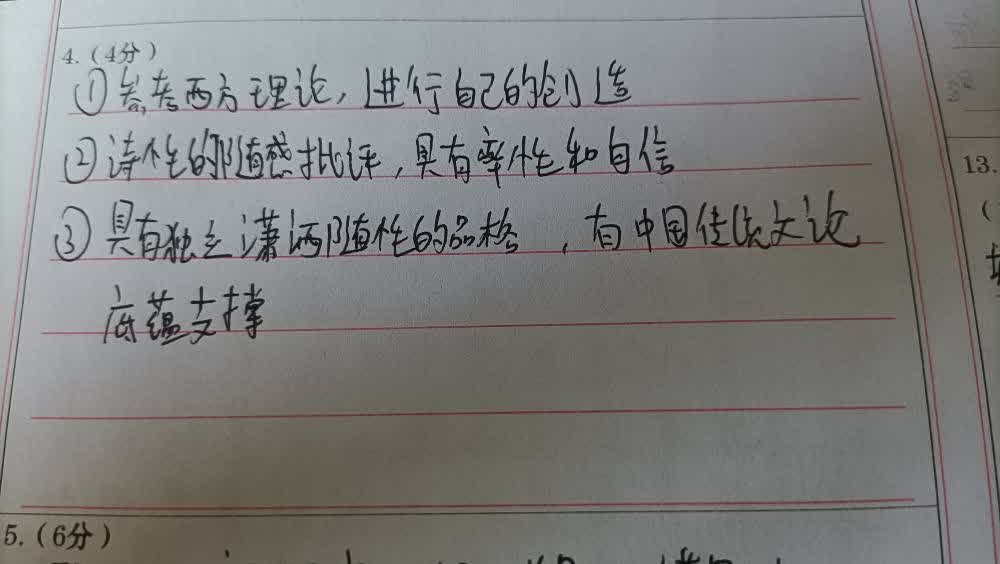 4.（4分）
①参考西方理论，进行自己的创造
②诗性的随感批评，具有率性和自信
13.
③具有独立潇洒随性的品格，有中国传统文论
底蕴支撑
5.（6分）